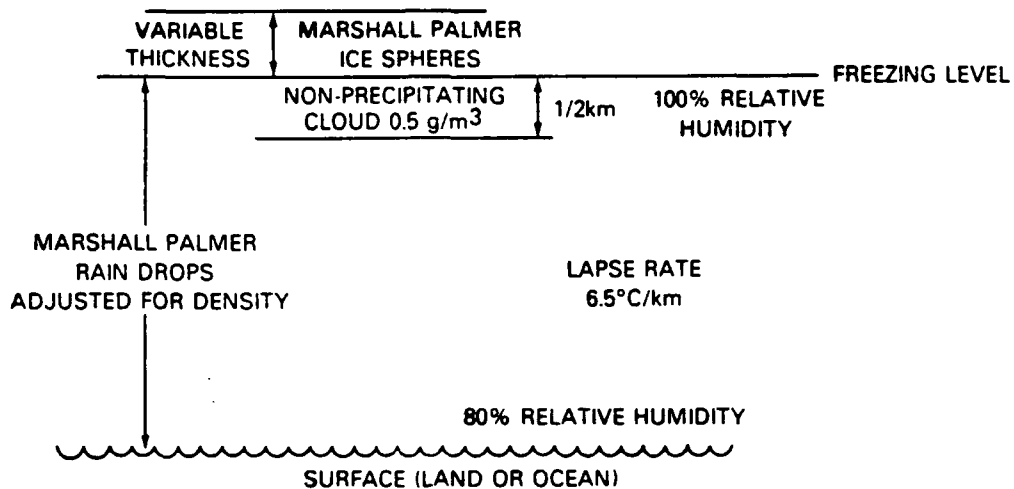 VARIABLE
THICKNESS
MARSHALL PALMER
ICE SPHERES
FREEZING LEVEL
NON-PRECIPITATING
CLOUD 0.5 g/m³
1/2km
100% RELATIVE
HUMIDITY
MARSHALL PALMER
RAIN DROPS
ADJUSTED FOR DENSITY
LAPSE RATE
6.5°C/km
80% RELATIVE HUMIDITY
SURFACE (LAND OR OCEAN)